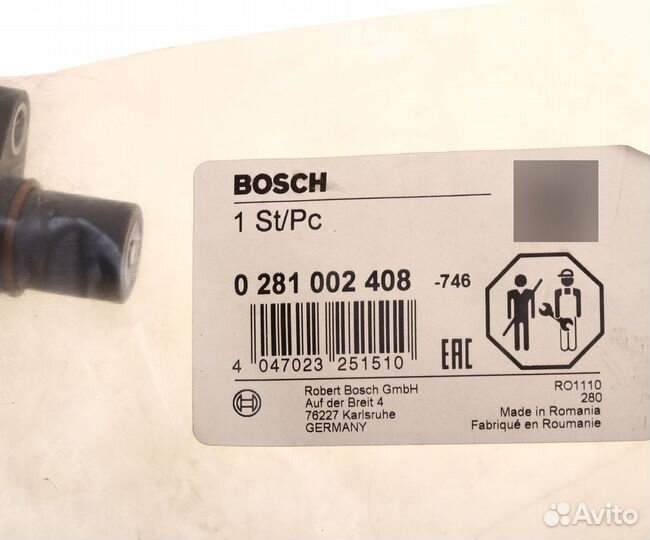 BOSCH
1 St/Pc
0 281 002 408 -746
4 047023 251510
EAC
Robert Bosch GmbH
Auf der Breit 4
76227 Karlsruhe
GERMANY
RO1110
280
Made in Romania
Fabriqué en Roumanie
Avito